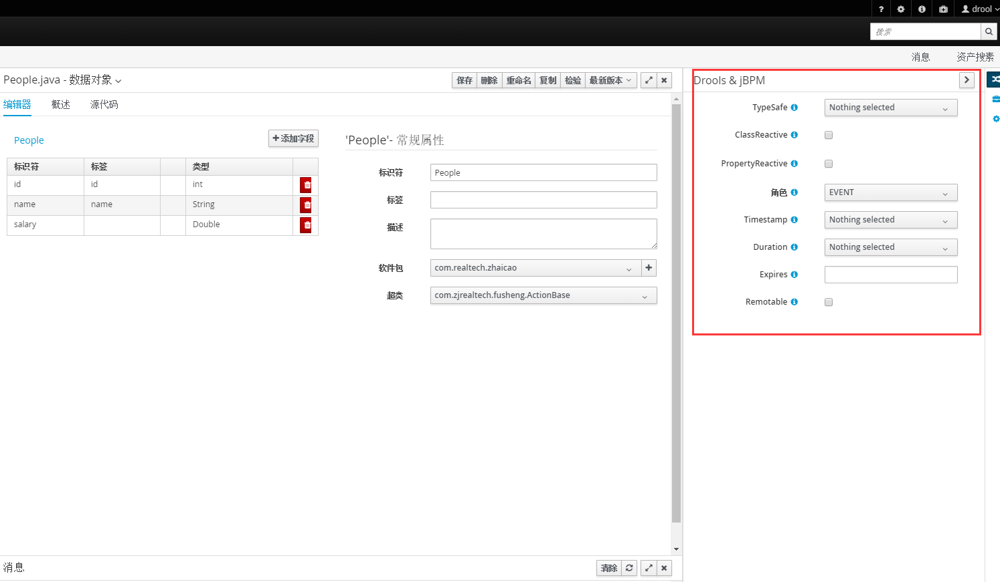 ? drool
搜索
消息 资产搜素
People.java - 数据对象
保存 删除 重命名 复制 检验 最新版本
Drools & jBPM
编辑器 概述 源代码
TypeSafe Nothing selected
People
添加字段
'People'- 常规属性
ClassReactive
标识符 标签 类型
PropertyReactive
标识符 People
id id int
角色 EVENT
标签
name name String
Timestamp Nothing selected
描述
salary Double
Duration Nothing selected
软件包 com.realtech.zhaicao
Expires
超类 com.zjrealtech.fusheng.ActionBase
Remotable
消息
清除